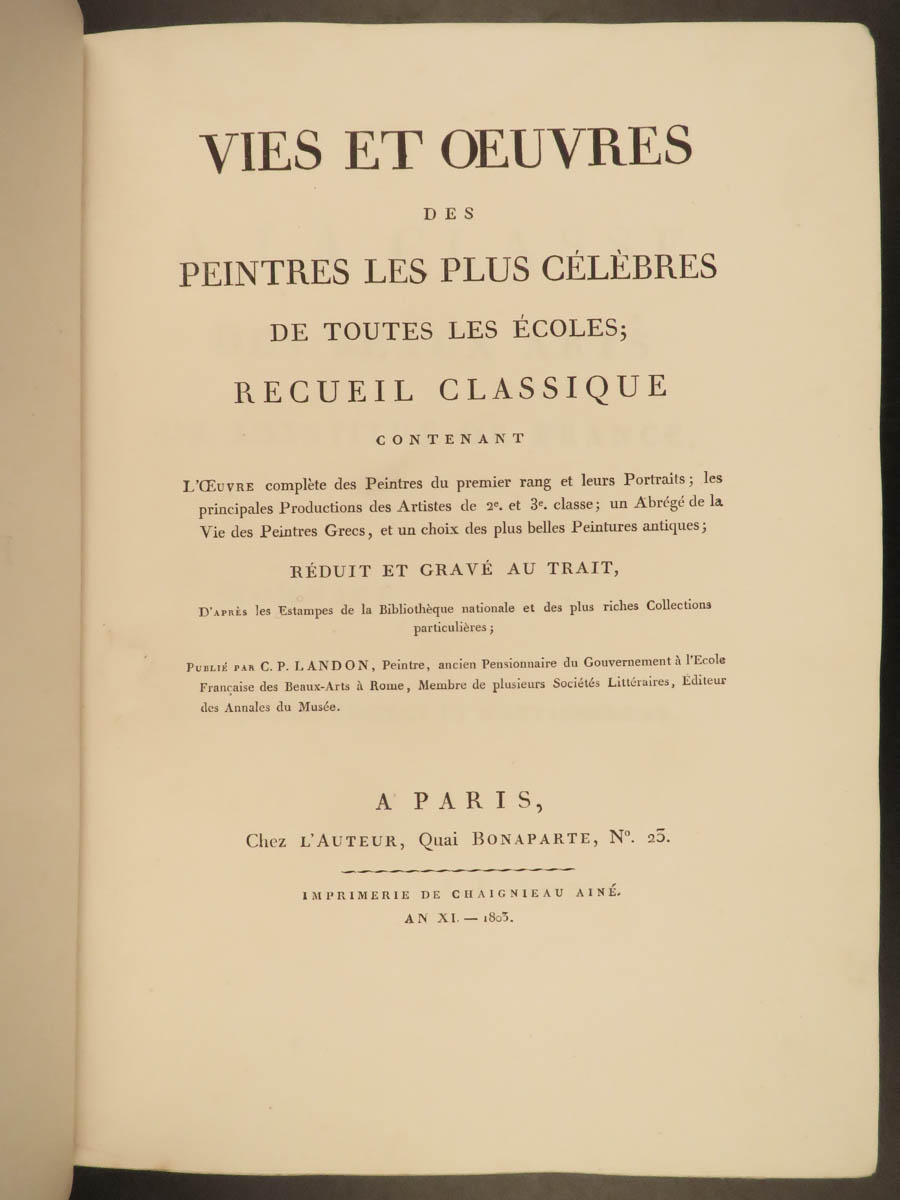 VIES ET OEUVRES
DES
PEINTRES LES PLUS CÉLÈBRES
DE TOUTES LES ÉCOLES;
RECUEIL CLASSIQUE
CONTENANT
L'ŒUVRE complète des Peintres du premier rang et leurs Portraits; les
principales Productions des Artistes de 2e. et 3e. classe; un Abrégé de la
Vie des Peintres Grecs, et un choix des plus belles Peintures antiques;
RÉDUIT ET GRAVÉ AU TRAIT,
D'APRÈS les Estampes de la Bibliothèque nationale et des plus riches Collections
particulières;
PUBLIÉ PAR C. P. LANDON, Peintre, ancien Pensionnaire du Gouvernement à l'Ecole
Française des Beaux-Arts à Rome, Membre de plusieurs Sociétés Littéraires, Éditeur
des Annales du Musée.
A PARIS,
Chez L'AUTEUR, Quai BONAPARTE, No. 23.
IMPRIMERIE DE CHAIGNIEAU AINÉ.
AN XI. — 1803.